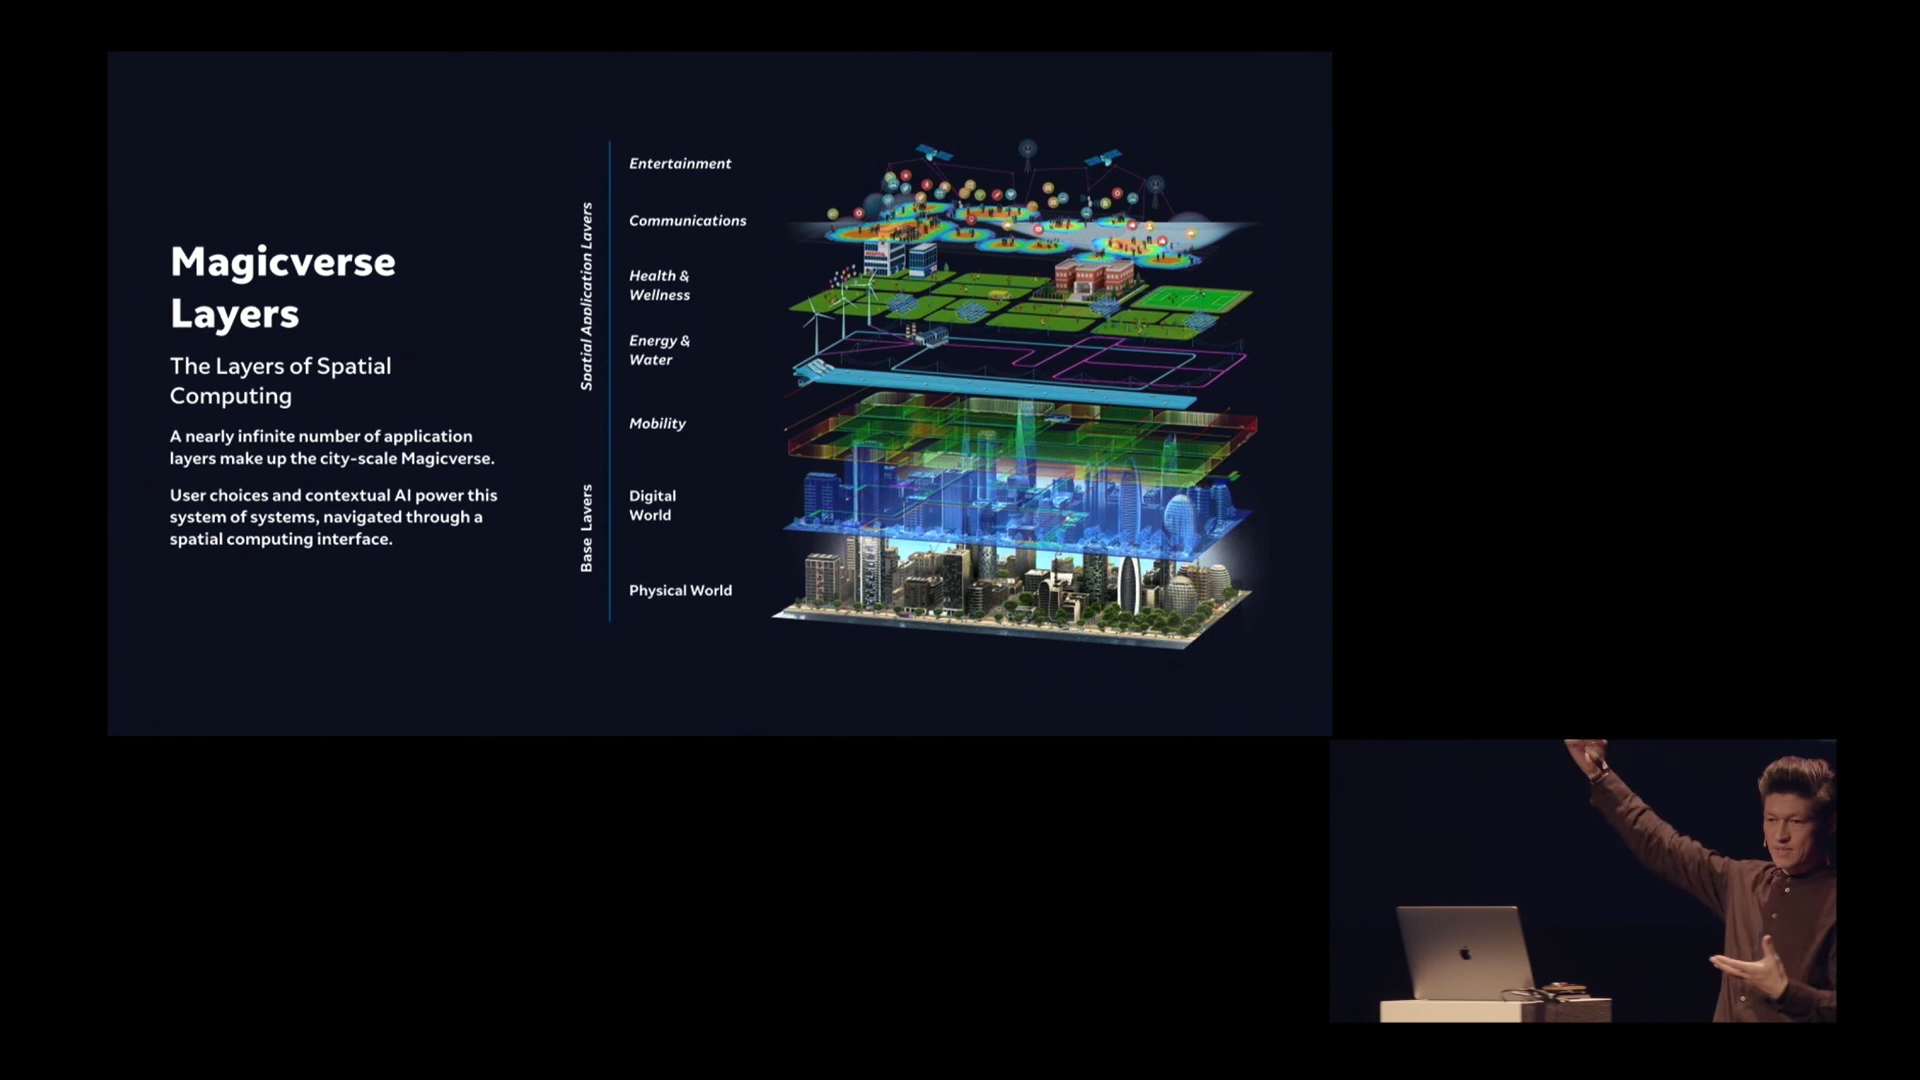 Magicverse
Layers
The Layers of Spatial
Computing
A nearly infinite number of application
layers make up the city-scale Magicverse.
User choices and contextual AI power this
system of systems, navigated through a
spatial computing interface.
Spatial Application Layers
Base Layers
Entertainment
Communications
Health &
Wellness
Energy &
Water
Mobility
Digital
World
Physical World